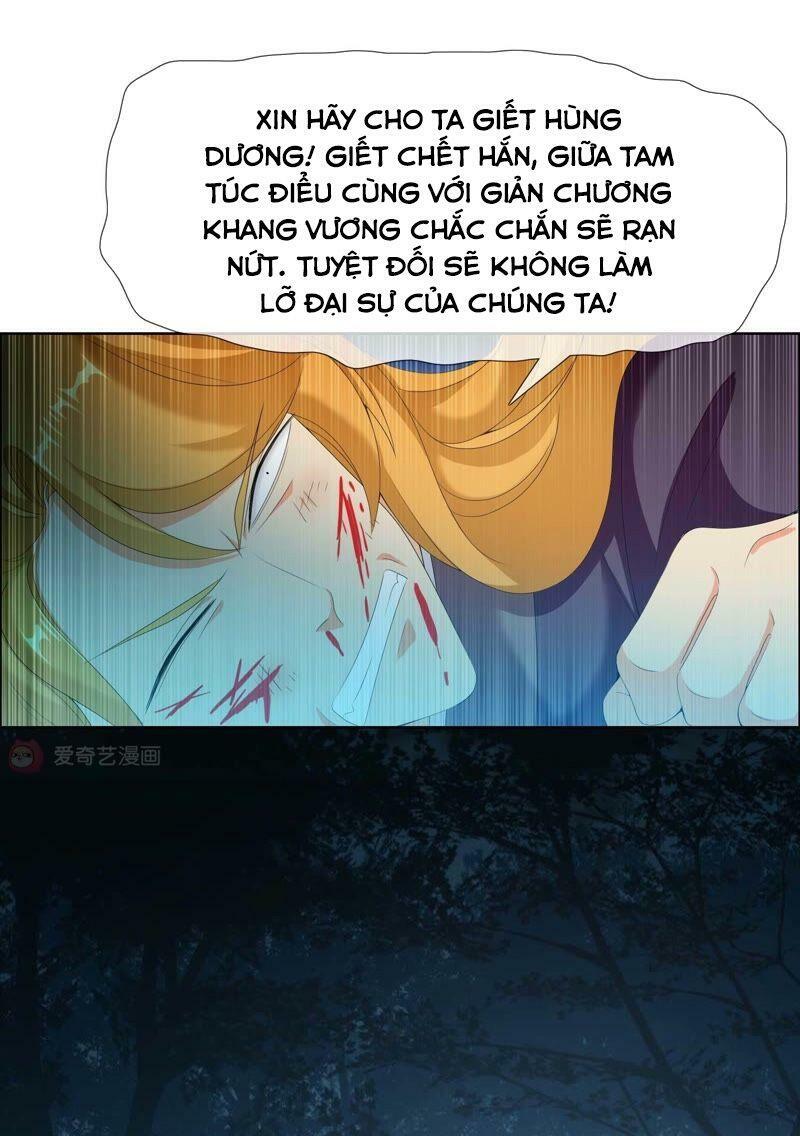 XIN HÃY CHO TA GIẾT HÙNG
DƯƠNG! GIẾT CHẾT HẮN, GIỮA TAM
TÚC ĐIỂU CÙNG VỚI GIẢN CHƯƠNG
KHANG VƯƠNG CHẮC CHẮN SẼ RẠN
NỨT. TUYỆT ĐỐI SẼ KHÔNG LÀM
LỠ ĐẠI SỰ CỦA CHÚNG TA!
爱奇艺漫画